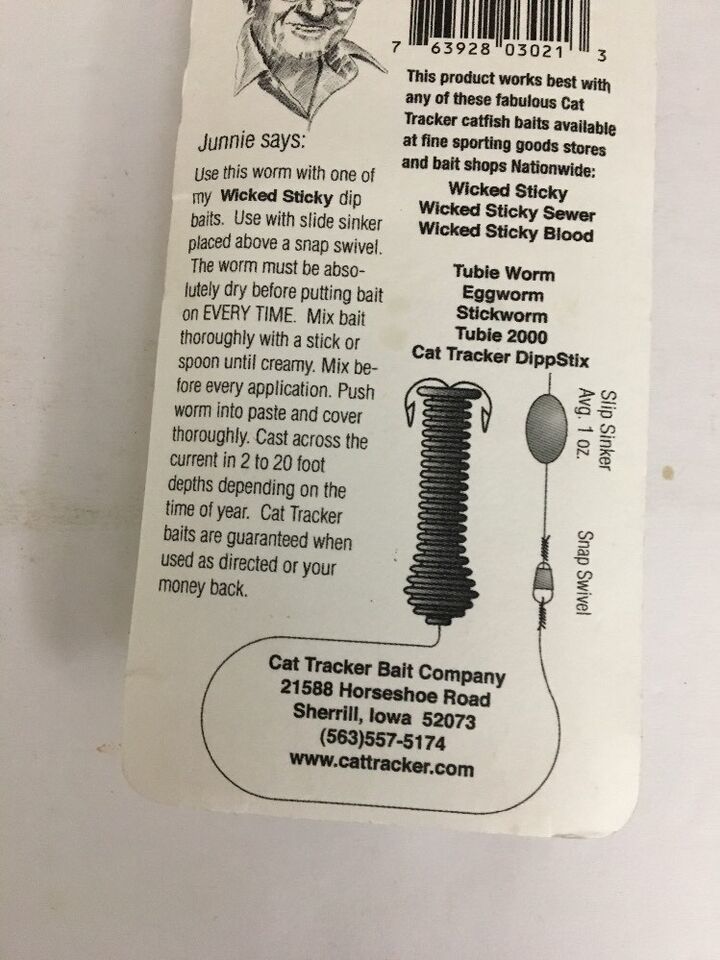 Junnie says:
Use this worm with one of
my Wicked Sticky dip
baits. Use with slide sinker
placed above a snap swivel.
The worm must be abso-
lutely dry before putting bait
on EVERY TIME. Mix bait
thoroughly with a stick or
spoon until creamy. Mix be-
fore every application. Push
worm into paste and cover
thoroughly. Cast across the
current in 2 to 20 foot
depths depending on the
time of year. Cat Tracker
baits are guaranteed when
used as directed or your
money back.
7 63928 03021 3
This product works best with
any of these fabulous Cat
Tracker catfish baits available
at fine sporting goods stores
and bait shops Nationwide:
Wicked Sticky
Wicked Sticky Sewer
Wicked Sticky Blood
Tubie Worm
Eggworm
Stickworm
Tubie 2000
Cat Tracker DippStix
Slip Sinker
Avg. 1 oz.
Snap Swivel
Cat Tracker Bait Company
21588 Horseshoe Road
Sherrill, Iowa 52073
(563)557-5174
www.cattracker.com